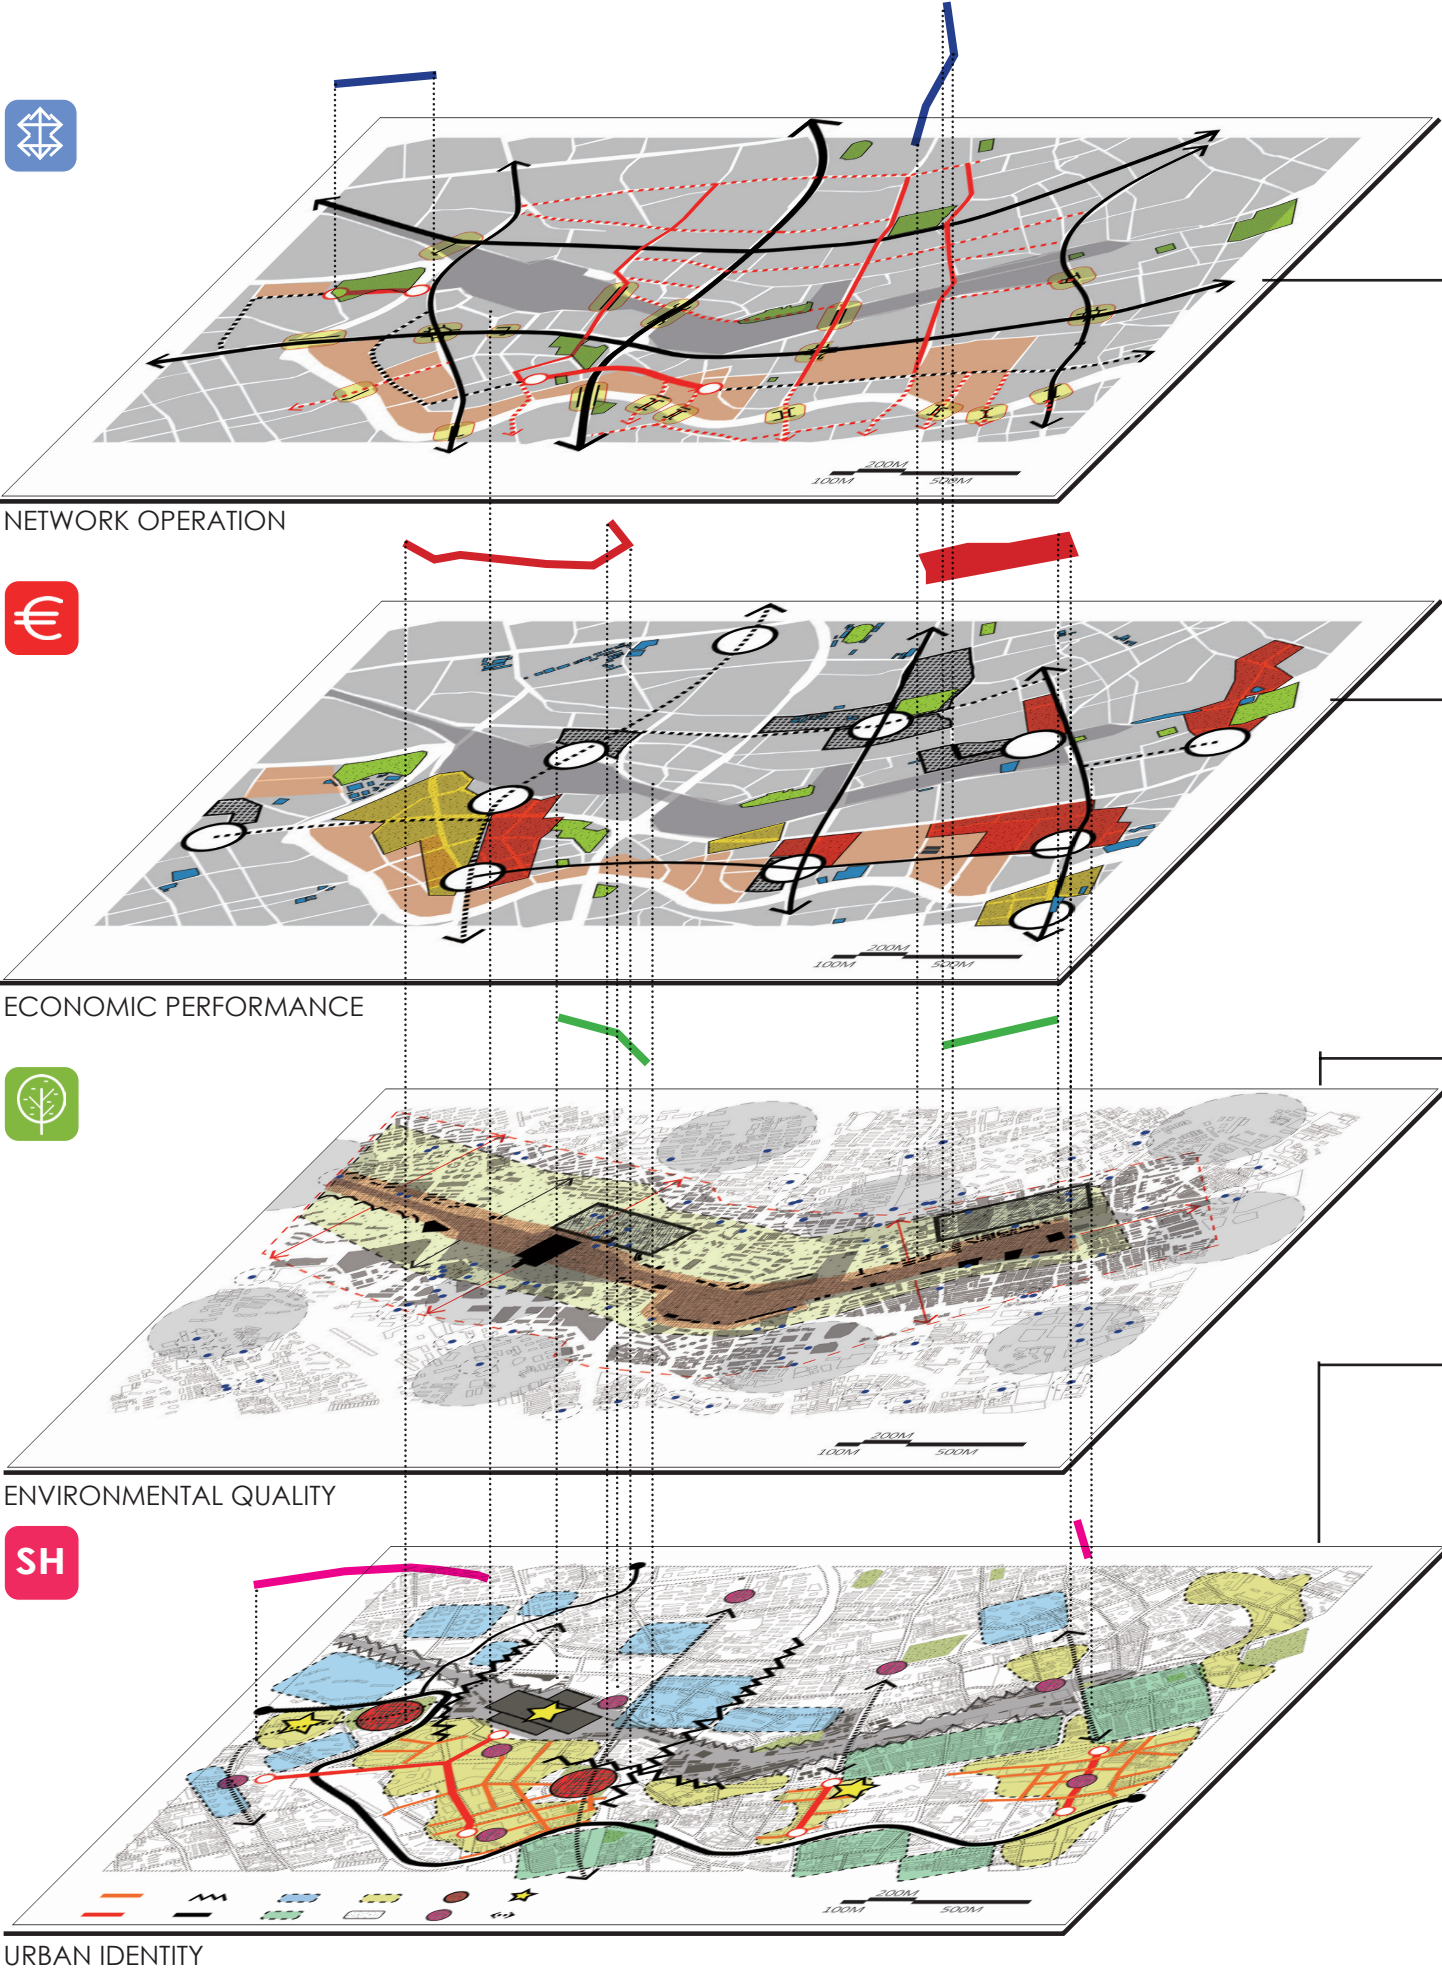 200M
100M 500M
NETWORK OPERATION
€
200M
100M 500M
ECONOMIC PERFORMANCE
200M
100M 500M
ENVIRONMENTAL QUALITY
SH
200M
100M 500M
URBAN IDENTITY